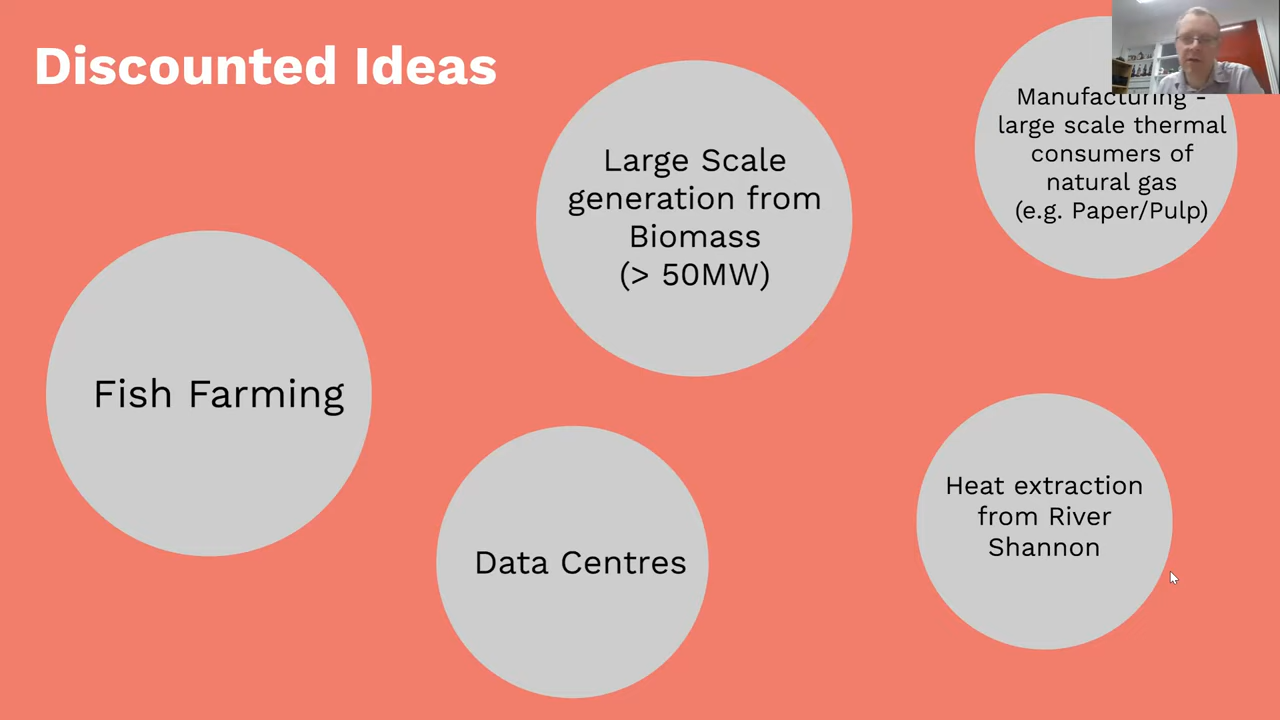 Discounted Ideas
Large Scale
generation from
Biomass
(> 50MW)
Manufacturing -
large scale thermal
consumers of
natural gas
(e.g. Paper/Pulp)
Fish Farming
Data Centres
Heat extraction
from River
Shannon